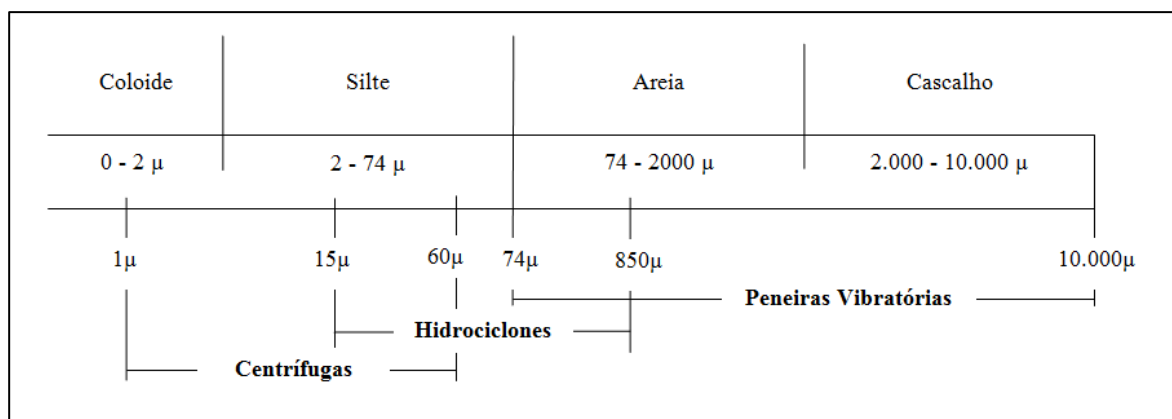 Coloide Silte Areia Cascalho
0 - 2 µ 2 - 74 µ 74 - 2000 µ 2.000 - 10.000 µ
1µ 15µ 60µ 74µ 850µ 10.000µ
Peneiras Vibratórias
Hidrociclones
Centrífugas